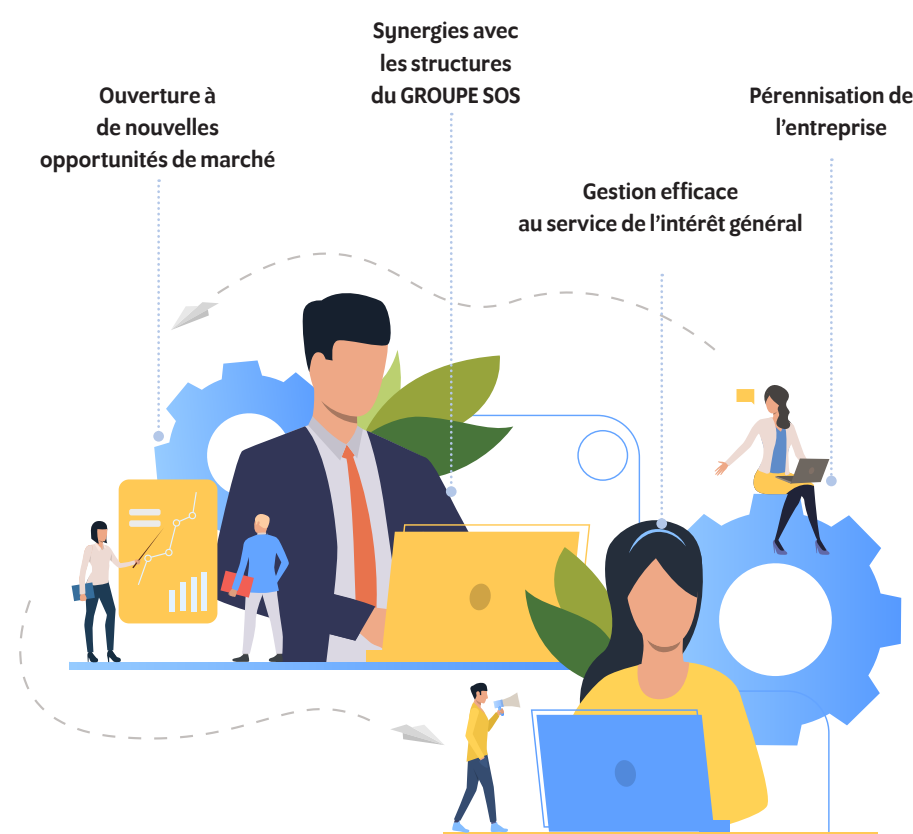 Ouverture à
de nouvelles
opportunités de marché
Synergies avec
les structures
du GROUPE SOS
Gestion efficace
au service de l’intérêt général
Pérennisation de
l’entreprise